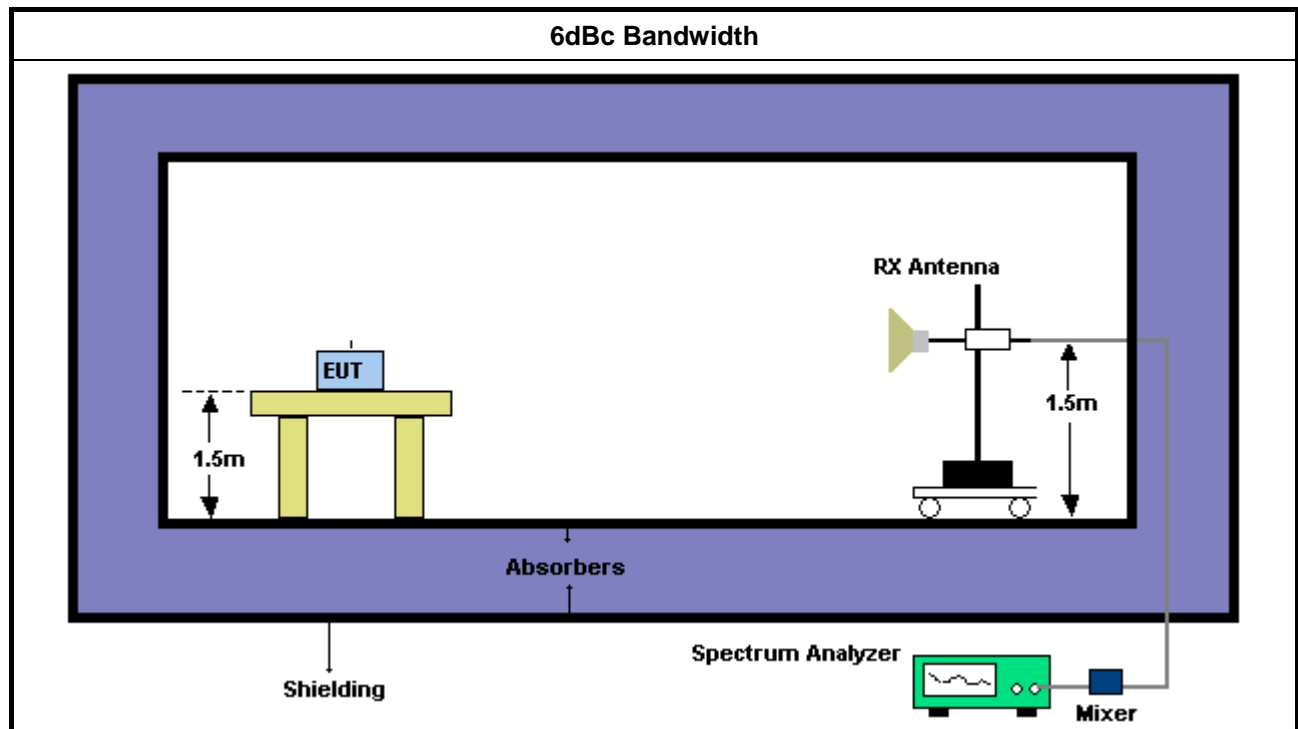 6dBc Bandwidth
RX Antenna
EUT
1.5m
1.5m
Absorbers
Spectrum Analyzer
Shielding
Mixer